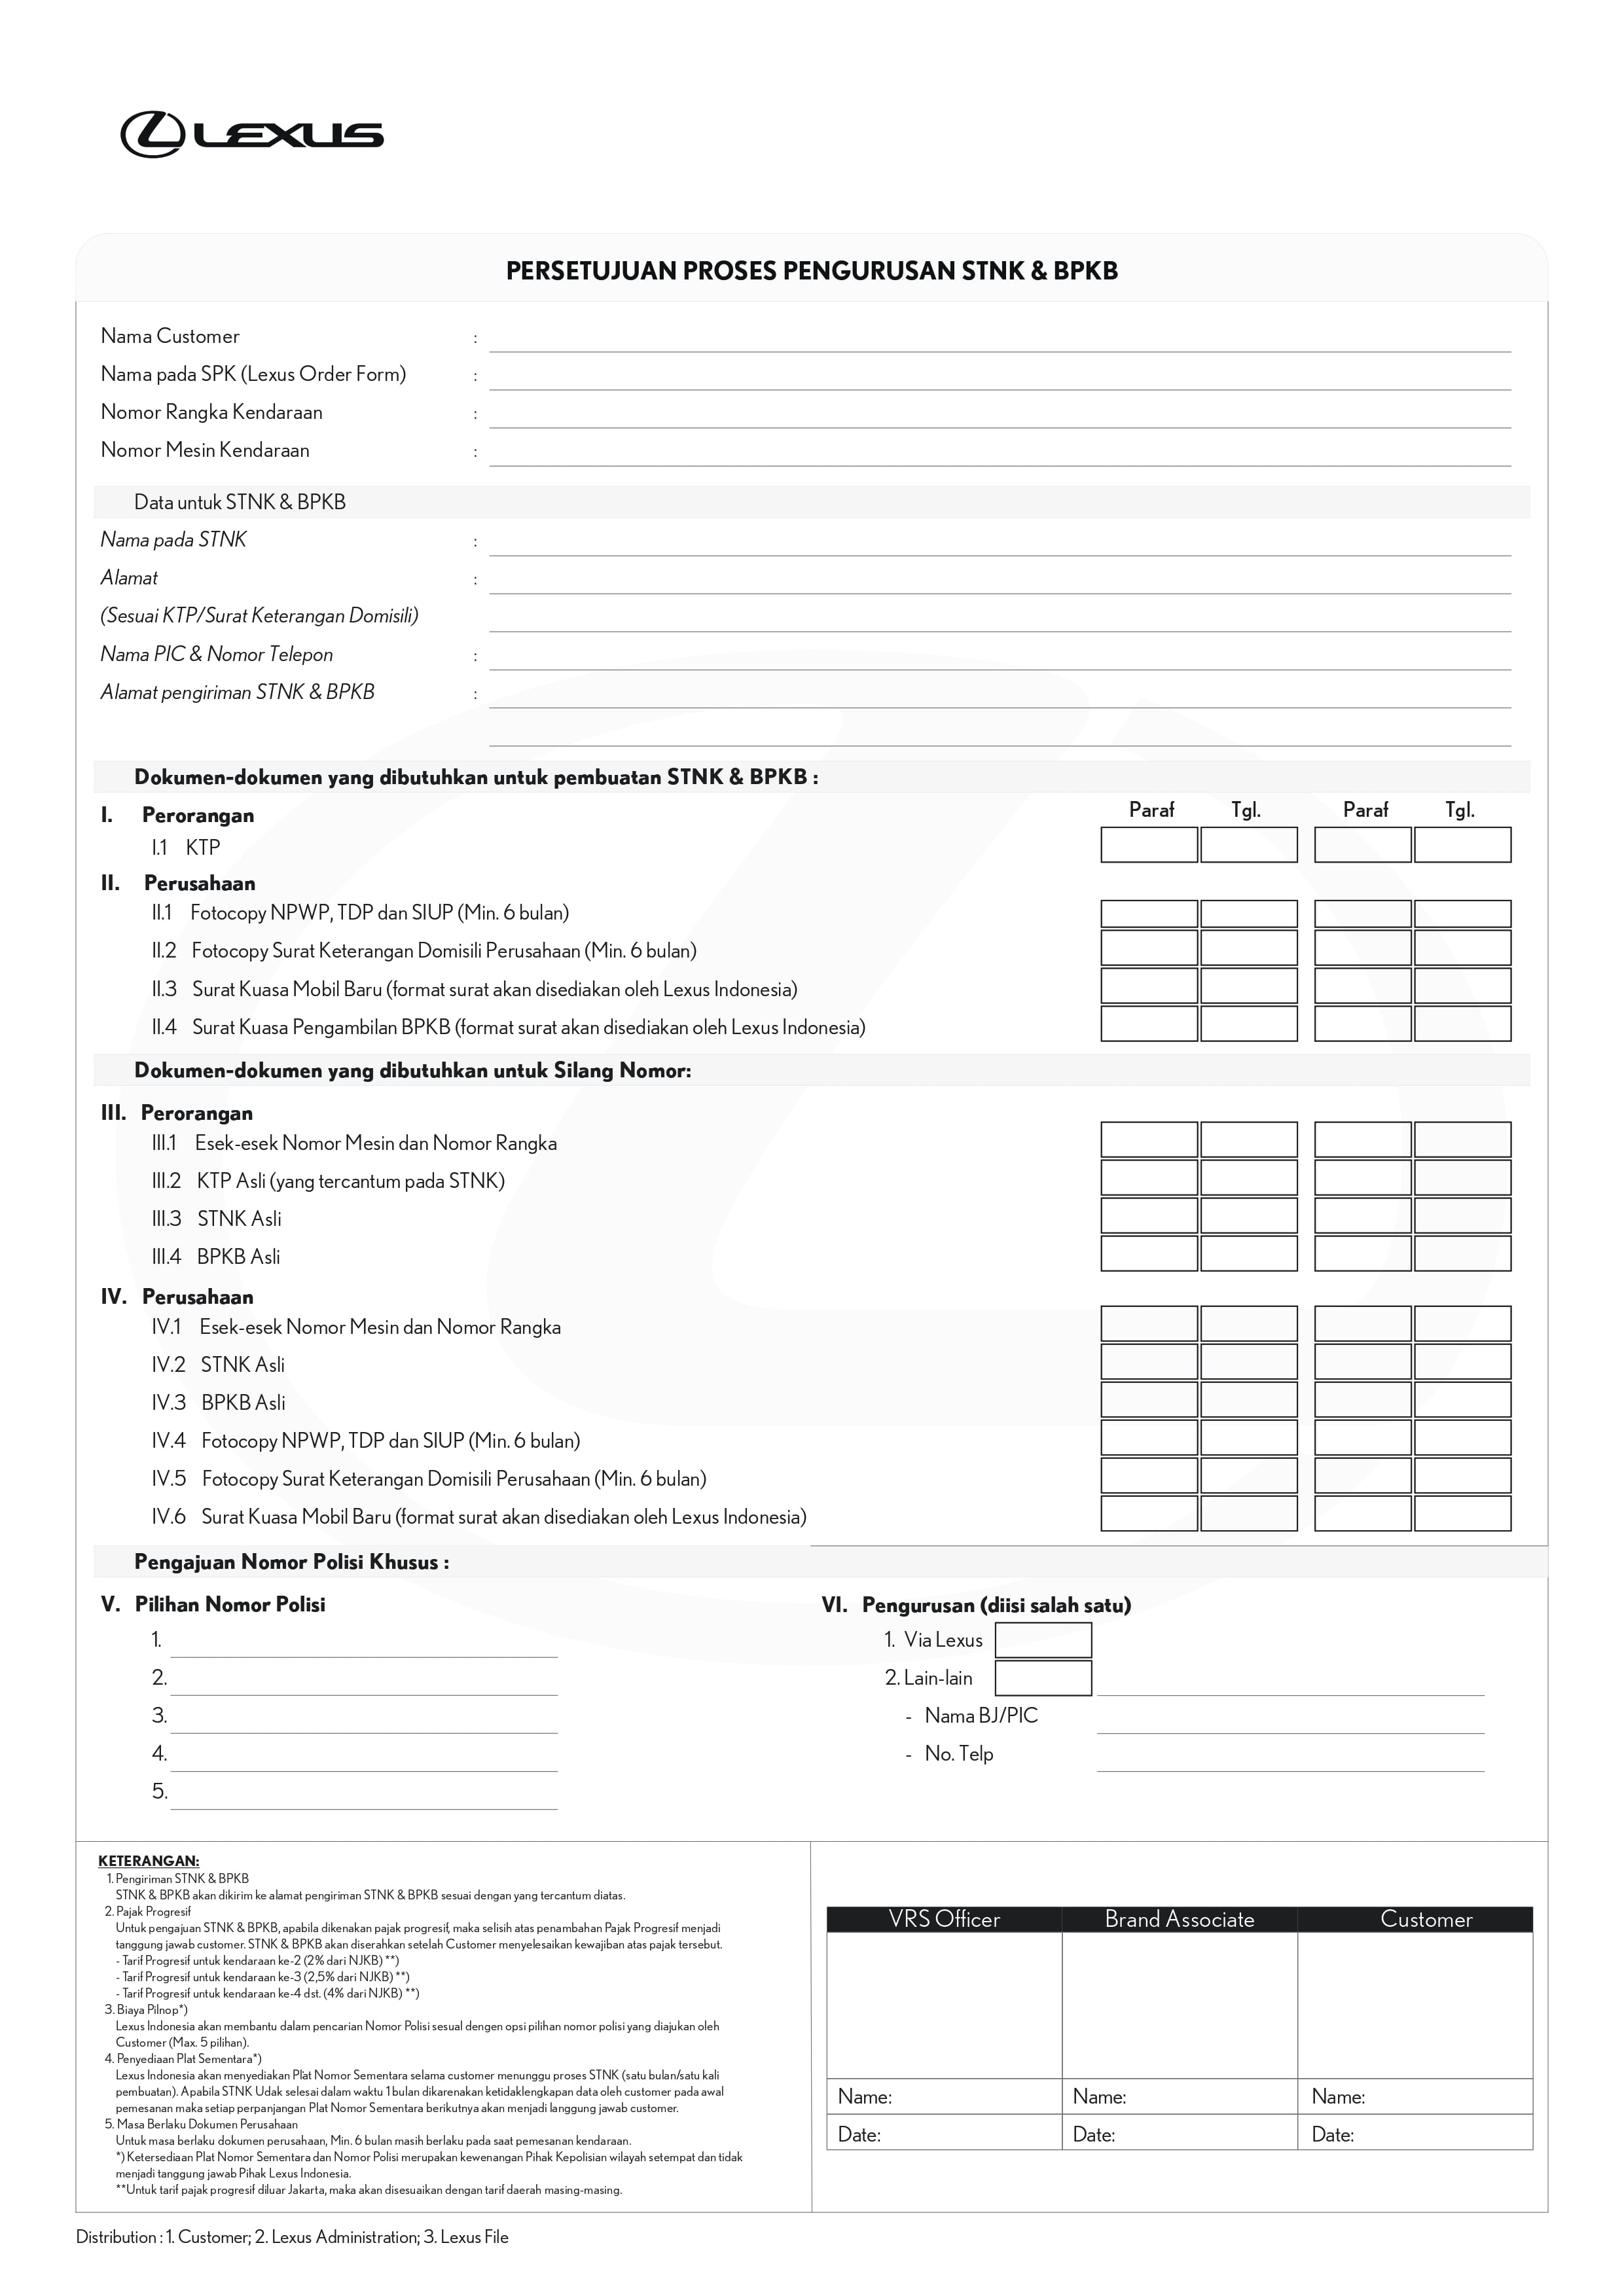 LEXUS
PERSETUJUAN PROSES PENGURUSAN STNK & BPKB
Nama Customer :
Nama pada SPK (Lexus Order Form) :
Nomor Rangka Kendaraan :
Nomor Mesin Kendaraan :
Data untuk STNK & BPKB
Nama pada STNK :
Alamat :
(Sesuai KTP/Surat Keterangan Domisili)
Nama PIC & Nomor Telepon :
Alamat pengiriman STNK & BPKB :
Dokumen-dokumen yang dibutuhkan untuk pembuatan STNK & BPKB :
I. Perorangan Paraf Tgl. Paraf Tgl.
I.1 KTP
II. Perusahaan
II.1 Fotocopy NPWP, TDP dan SIUP (Min. 6 bulan)
II.2 Fotocopy Surat Keterangan Domisili Perusahaan (Min. 6 bulan)
II.3 Surat Kuasa Mobil Baru (format surat akan disediakan oleh Lexus Indonesia)
II.4 Surat Kuasa Pengambilan BPKB (format surat akan disediakan oleh Lexus Indonesia)
Dokumen-dokumen yang dibutuhkan untuk Silang Nomor:
III. Perorangan
III.1 Esek-esek Nomor Mesin dan Nomor Rangka
III.2 KTP Asli (yang tercantum pada STNK)
III.3 STNK Asli
III.4 BPKB Asli
IV. Perusahaan
IV.1 Esek-esek Nomor Mesin dan Nomor Rangka
IV.2 STNK Asli
IV.3 BPKB Asli
IV.4 Fotocopy NPWP, TDP dan SIUP (Min. 6 bulan)
IV.5 Fotocopy Surat Keterangan Domisili Perusahaan (Min. 6 bulan)
IV.6 Surat Kuasa Mobil Baru (format surat akan disediakan oleh Lexus Indonesia)
Pengajuan Nomor Polisi Khusus :
V. Pilihan Nomor Polisi
1.
2.
3.
4.
5.
VI. Pengurusan (diisi salah satu)
1. Via Lexus
2. Lain-lain
- Nama BJ/PIC
- No. Telp
KETERANGAN:
1. Pengiriman STNK & BPKB
STNK & BPKB akan dikirim ke alamat pengiriman STNK & BPKB sesuai dengan yang tercantum diatas.
2. Pajak Progresif
Untuk pengajuan STNK & BPKB, apabila dikenakan pajak progresif, maka selisih atas penambahan Pajak Progresif menjadi
tanggung jawab customer. STNK & BPKB akan diserahkan setelah Customer menyelesaikan kewajiban atas pajak tersebut.
- Tarif Progresif untuk kendaraan ke-2 (2% dari NJKB) **)
- Tarif Progresif untuk kendaraan ke-3 (2,5% dari NJKB) **)
- Tarif Progresif untuk kendaraan ke-4 dst. (4% dari NJKB) **)
3. Biaya Pilnop*)
Lexus Indonesia akan membantu dalam pencarian Nomor Polisi sesual dengan opsi pilihan nomor polisi yang diajukan oleh
Customer (Max. 5 pilihan).
4. Penyediaan Plat Sementara*)
Lexus Indonesia akan menyediakan Plat Nomor Sementara selama customer menunggu proses STNK (satu bulan/satu kali
pembuatan). Apabila STNK Udak selesai dalam waktu 1 bulan dikarenakan ketidaklengkapan data oleh customer pada awal
pemesanan maka setiap perpanjangan Plat Nomor Sementara berikutnya akan menjadi langgung jawab customer.
5. Masa Berlaku Dokumen Perusahaan
Untuk masa berlaku dokumen perusahaan, Min. 6 bulan masih berlaku pada saat pemesanan kendaraan.
*) Ketersediaan Plat Nomor Sementara dan Nomor Polisi merupakan kewenangan Pihak Kepolisian wilayah setempat dan tidak
menjadi tanggung jawab Pihak Lexus Indonesia.
**Untuk tarif pajak progresif diluar Jakarta, maka akan disesuaikan dengan tarif daerah masing-masing.
VRS Officer Brand Associate Customer
Name: Name: Name:
Date: Date: Date:
Distribution : 1. Customer; 2. Lexus Administration; 3. Lexus File